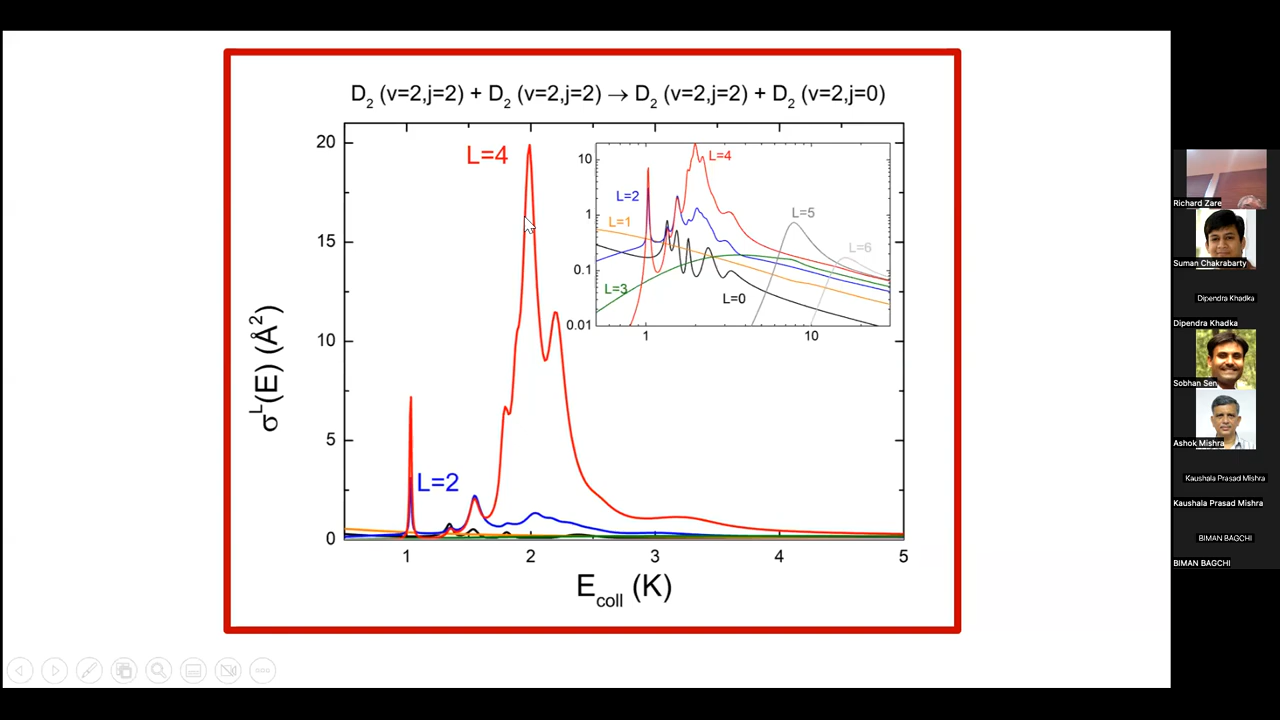 D2 (v=2,j=2) + D2 (v=2,j=2) → D2 (v=2,j=2) + D2 (v=2,j=0)
20
15
10
5
0
σL(E) (Å2)
1
2
3
4
5
Ecoll (K)
L=4
L=2
10
1
0.1
0.01
1
10
L=4
L=2
L=1
L=3
L=0
L=5
L=6
Richard Zare
Suman Chakrabarty
Dipendra Khadka
Dipendra Khadka
Sobhan Sen
Ashok Mishra
Kaushala Prasad Mishra
Kaushala Prasad Mishra
BIMAN BAGCHI
BIMAN BAGCHI